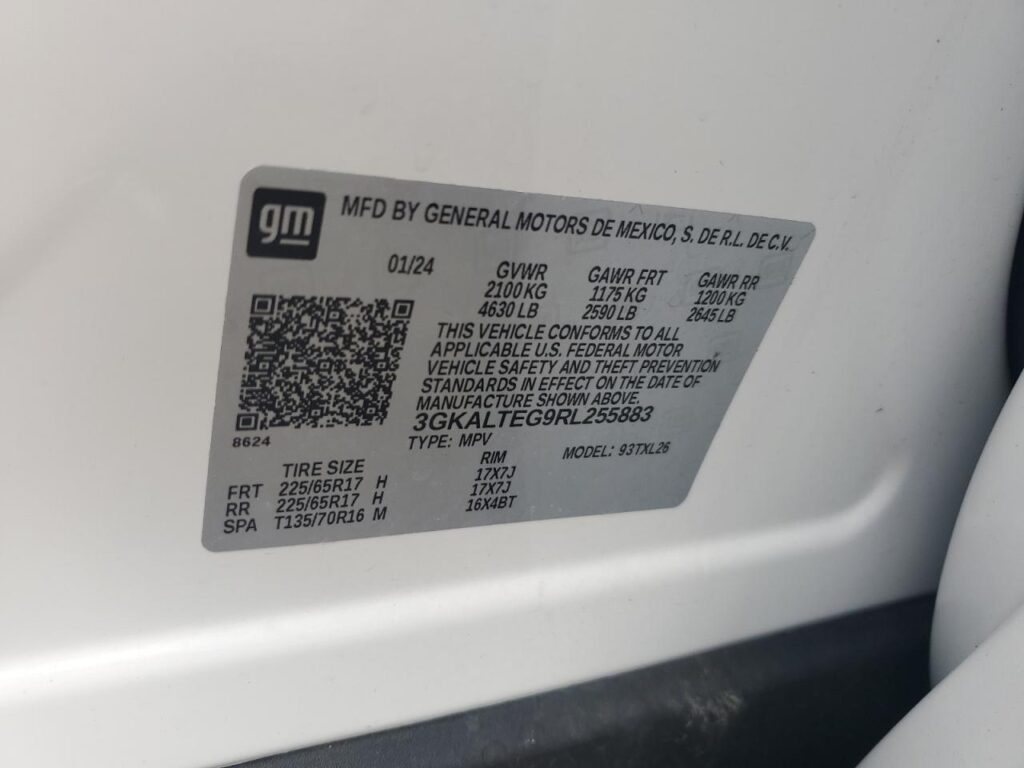 gm
MFD BY GENERAL MOTORS DE MEXICO, S. DE R.L. DE C.V.
01/24 GVWR GAWR FRT GAWR RR
2100 KG 1175 KG 1200 KG
4630 LB 2590 LB 2645 LB
THIS VEHICLE CONFORMS TO ALL
APPLICABLE U.S. FEDERAL MOTOR
VEHICLE SAFETY AND THEFT PREVENTION
STANDARDS IN EFFECT ON THE DATE OF
MANUFACTURE SHOWN ABOVE.
3GKALTEG9RL255883
8624
TYPE: MPV MODEL: 93TXL26
TIRE SIZE RIM
FRT 225/65R17 H 17X7J
RR 225/65R17 H 17X7J
SPA T135/70R16 M 16X4BT